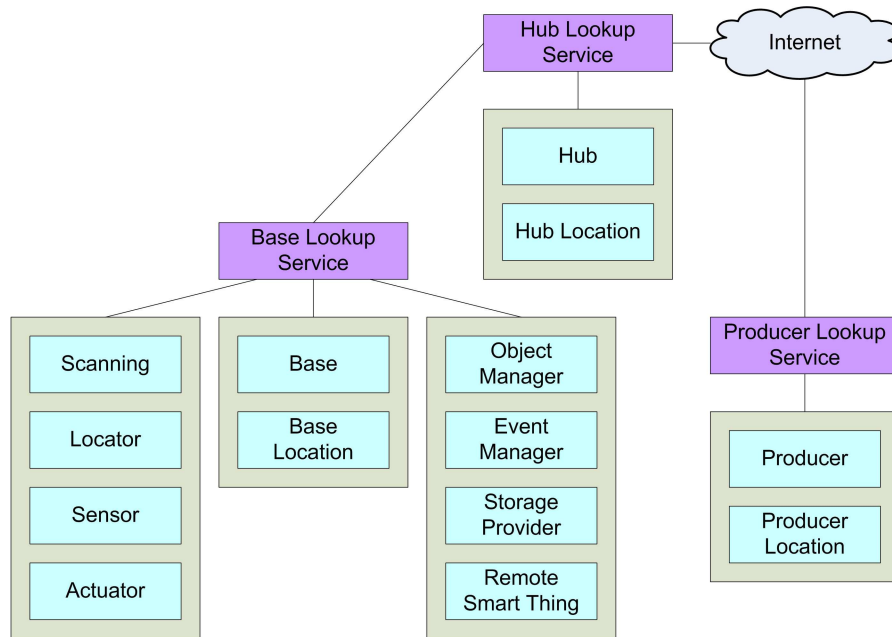 Hub Lookup
Service
Internet
Hub
Hub Location
Base Lookup
Service
Scanning
Locator
Sensor
Actuator
Base
Base
Location
Object
Manager
Event
Manager
Storage
Provider
Remote
Smart Thing
Producer Lookup
Service
Producer
Producer
Location